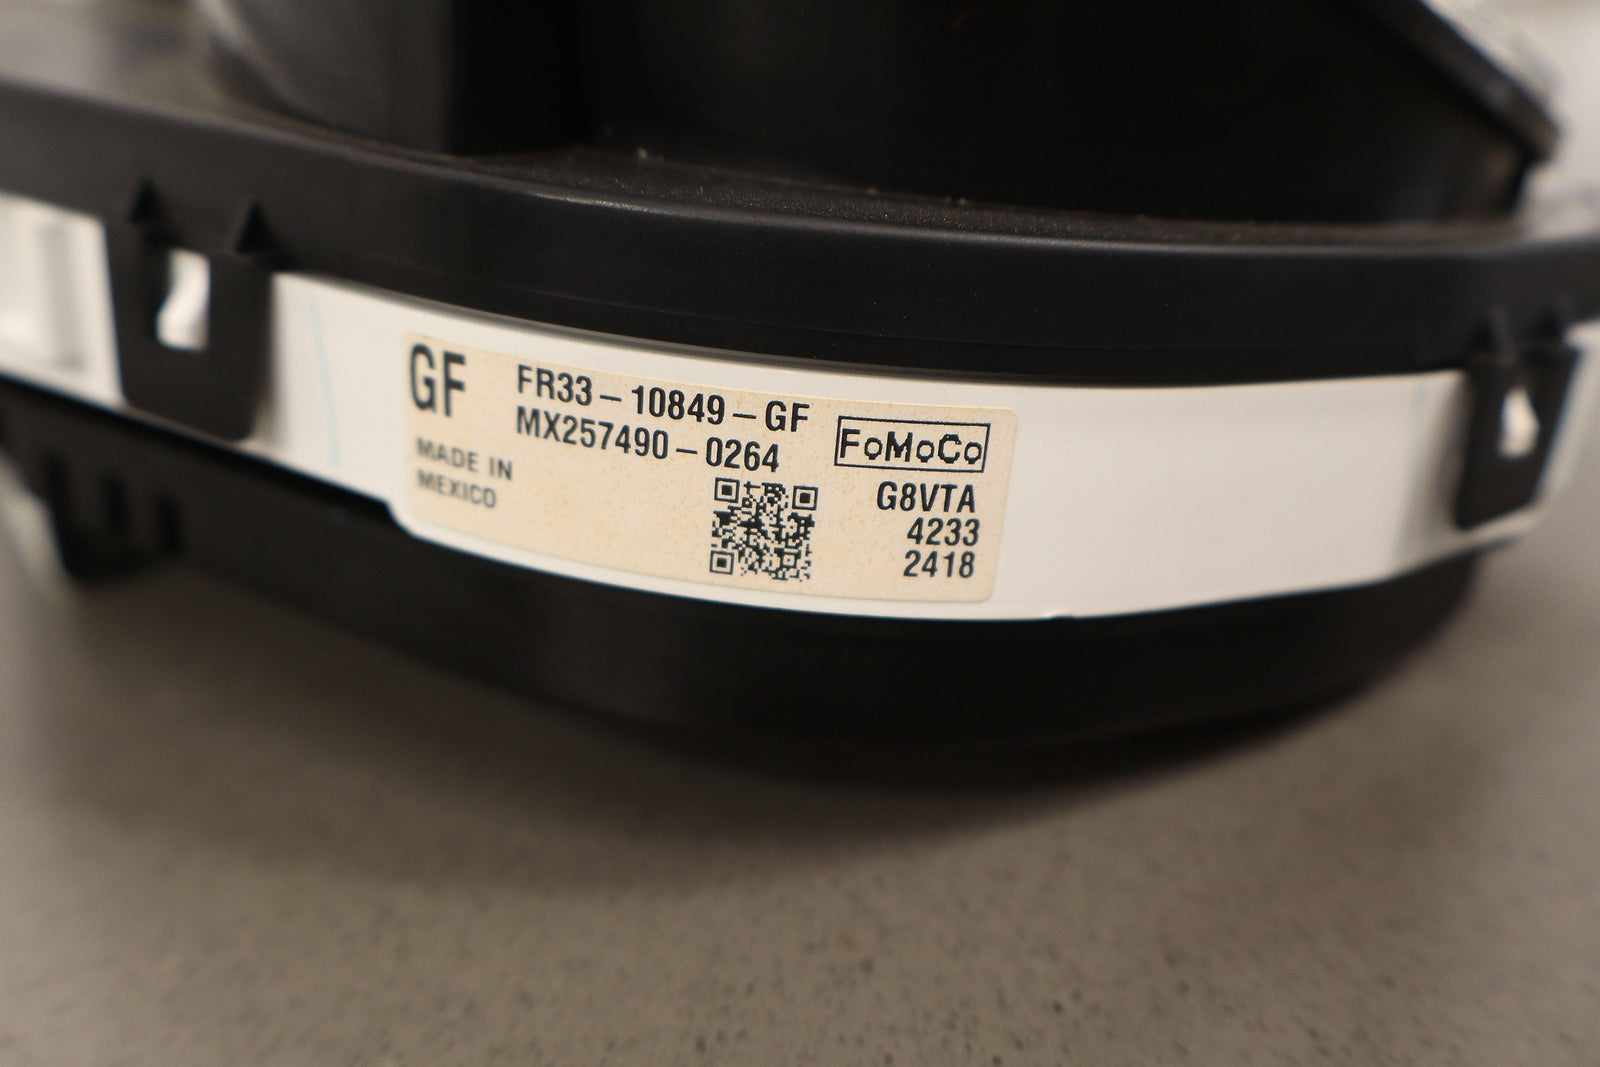 GF
FR33-10849-GF
MX257490-0264
MADE IN
MEXICO
FoMoCo
G8VTA
4233
2418